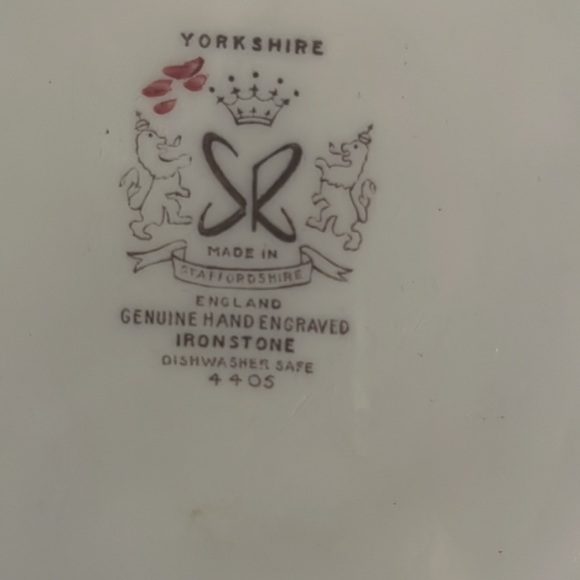 YORKSHIRE
SR
MADE IN
STAFFORDSHIRE
ENGLAND
GENUINE HAND ENGRAVED
IRONSTONE
DISHWASHER SAFE
4405